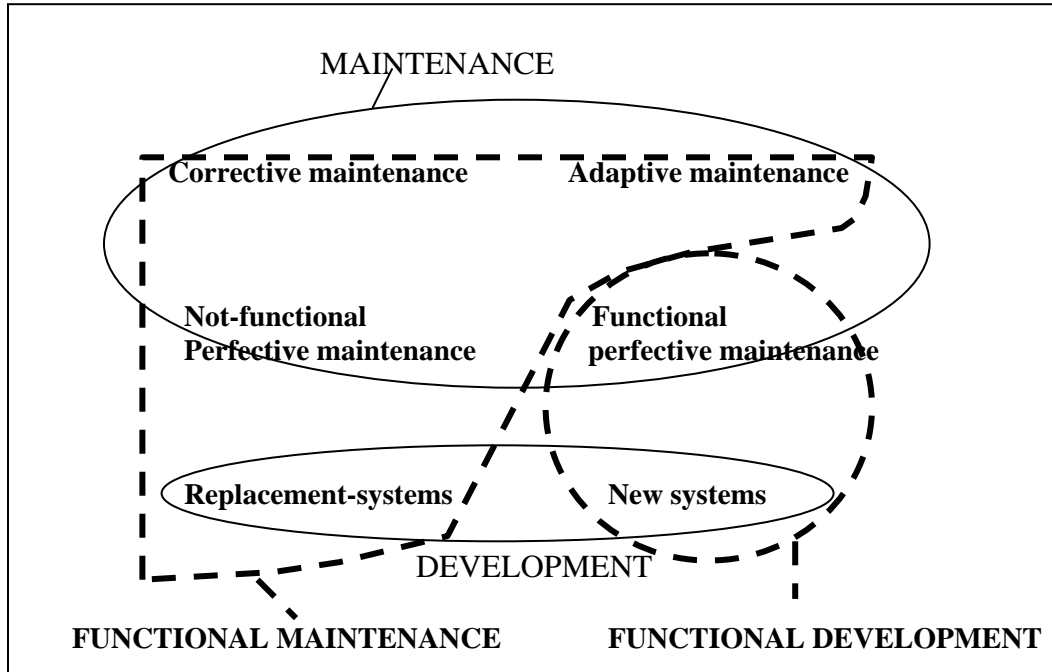 MAINTENANCE
Corrective maintenance
Adaptive maintenance
Not-functional
Perfective maintenance
Functional
perfective maintenance
Replacement-systems
New systems
DEVELOPMENT
FUNCTIONAL MAINTENANCE
FUNCTIONAL DEVELOPMENT